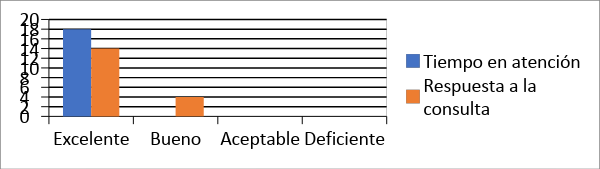 20
18
16
14
12
10
8
6
4
2
0
Excelente Bueno Aceptable Deficiente
Tiempo en atención
Respuesta a la
consulta